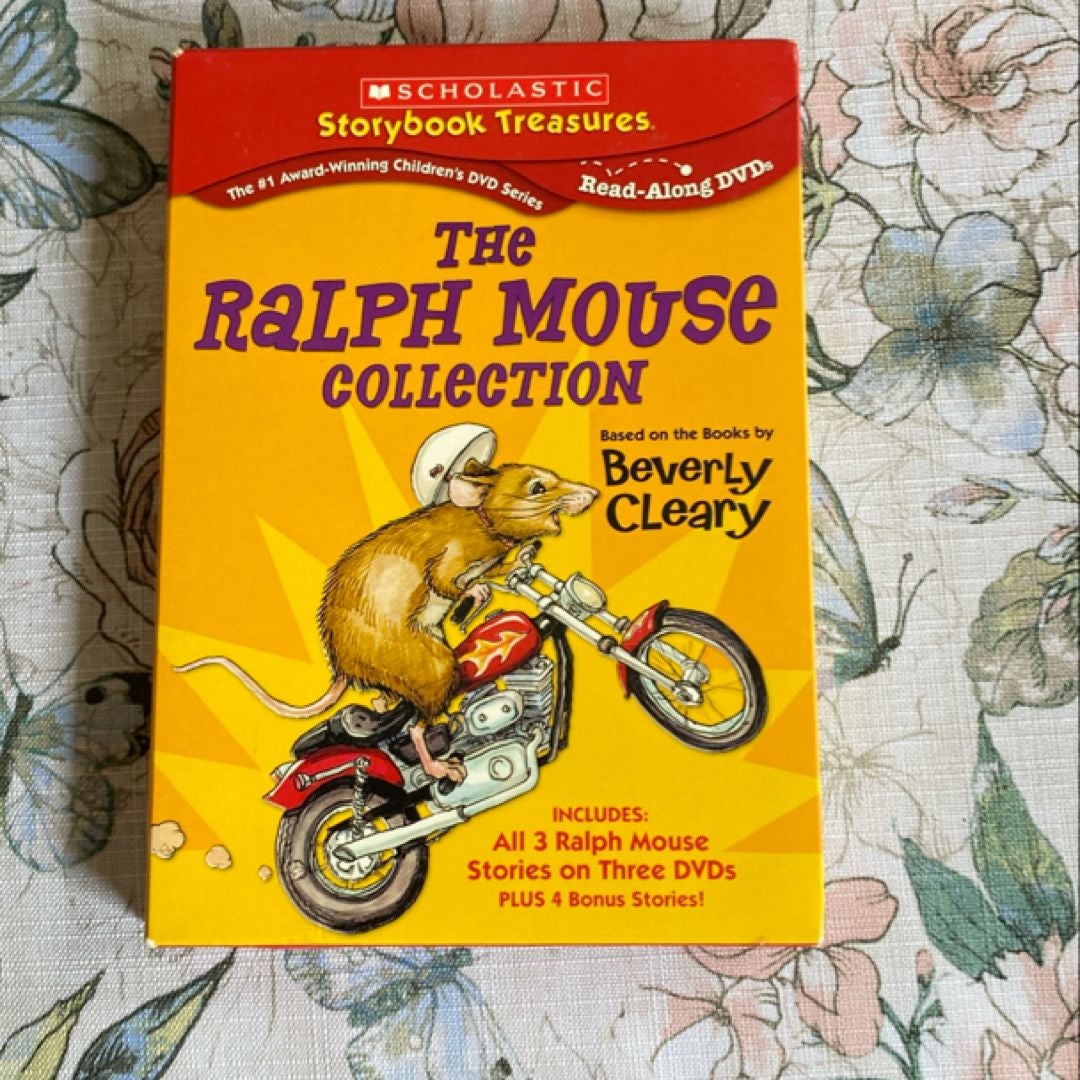 SCHOLASTIC
Storybook Treasures.
The #1 Award-Winning Children's DVD Series
Read-Along DVDs
THe
RaLPH MOUSe
COLLeCTION
Based on the Books by
Beverly
CLeary
INCLUDES:
All 3 Ralph Mouse
Stories on Three DVDs
PLUS 4 Bonus Stories!